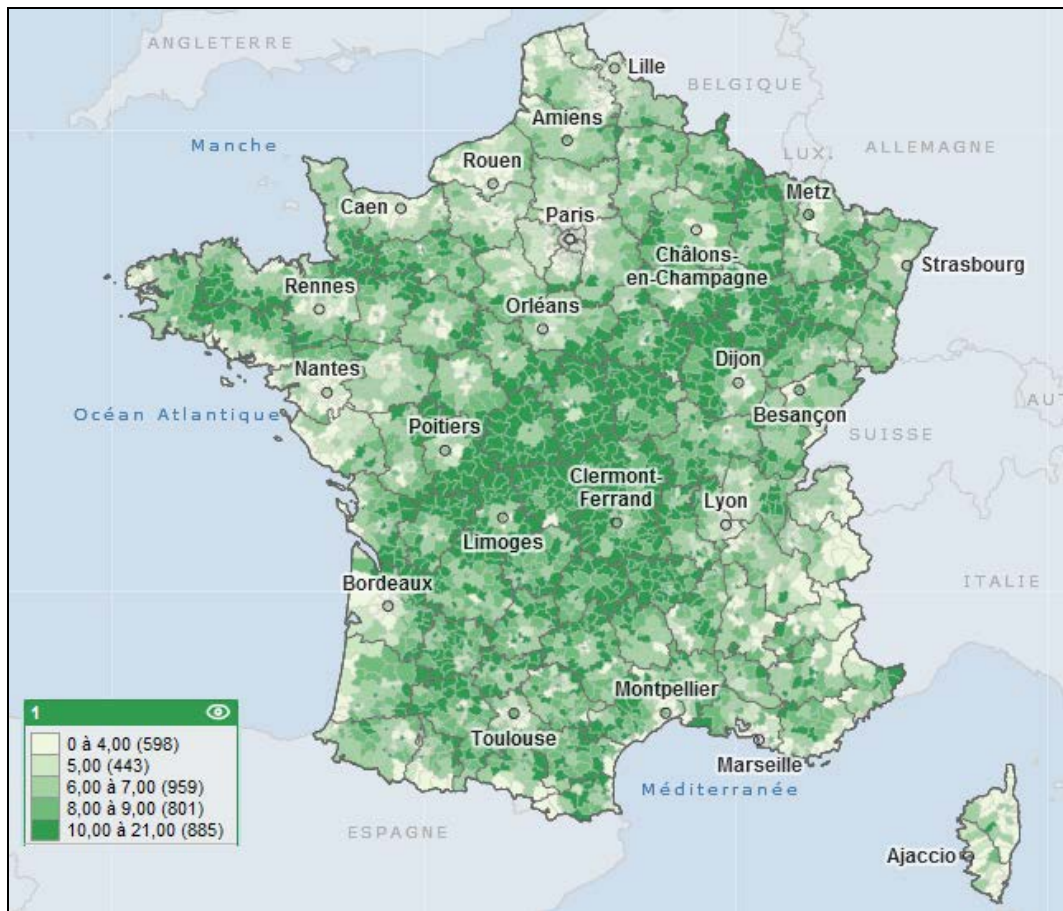 ANGLETERRE
Lille
BELGIQUE
Amiens
Manche
LUX.
ALLEMAGNE
Rouen
Metz
Caen
Paris
Châlons-
en-Champagne
Strasbourg
Rennes
Orléans
Nantes
Dijon
Besançon
AUT
Océan Atlantique
Poitiers
SUISSE
Clermont-
Ferrand
Lyon
Limoges
Bordeaux
ITALIE
Montpellier
Toulouse
Marseille
Méditerranée
ESPAGNE
Ajaccio
1
0 à 4,00 (598)
5,00 (443)
6,00 à 7,00 (959)
8,00 à 9,00 (801)
10,00 à 21,00 (885)